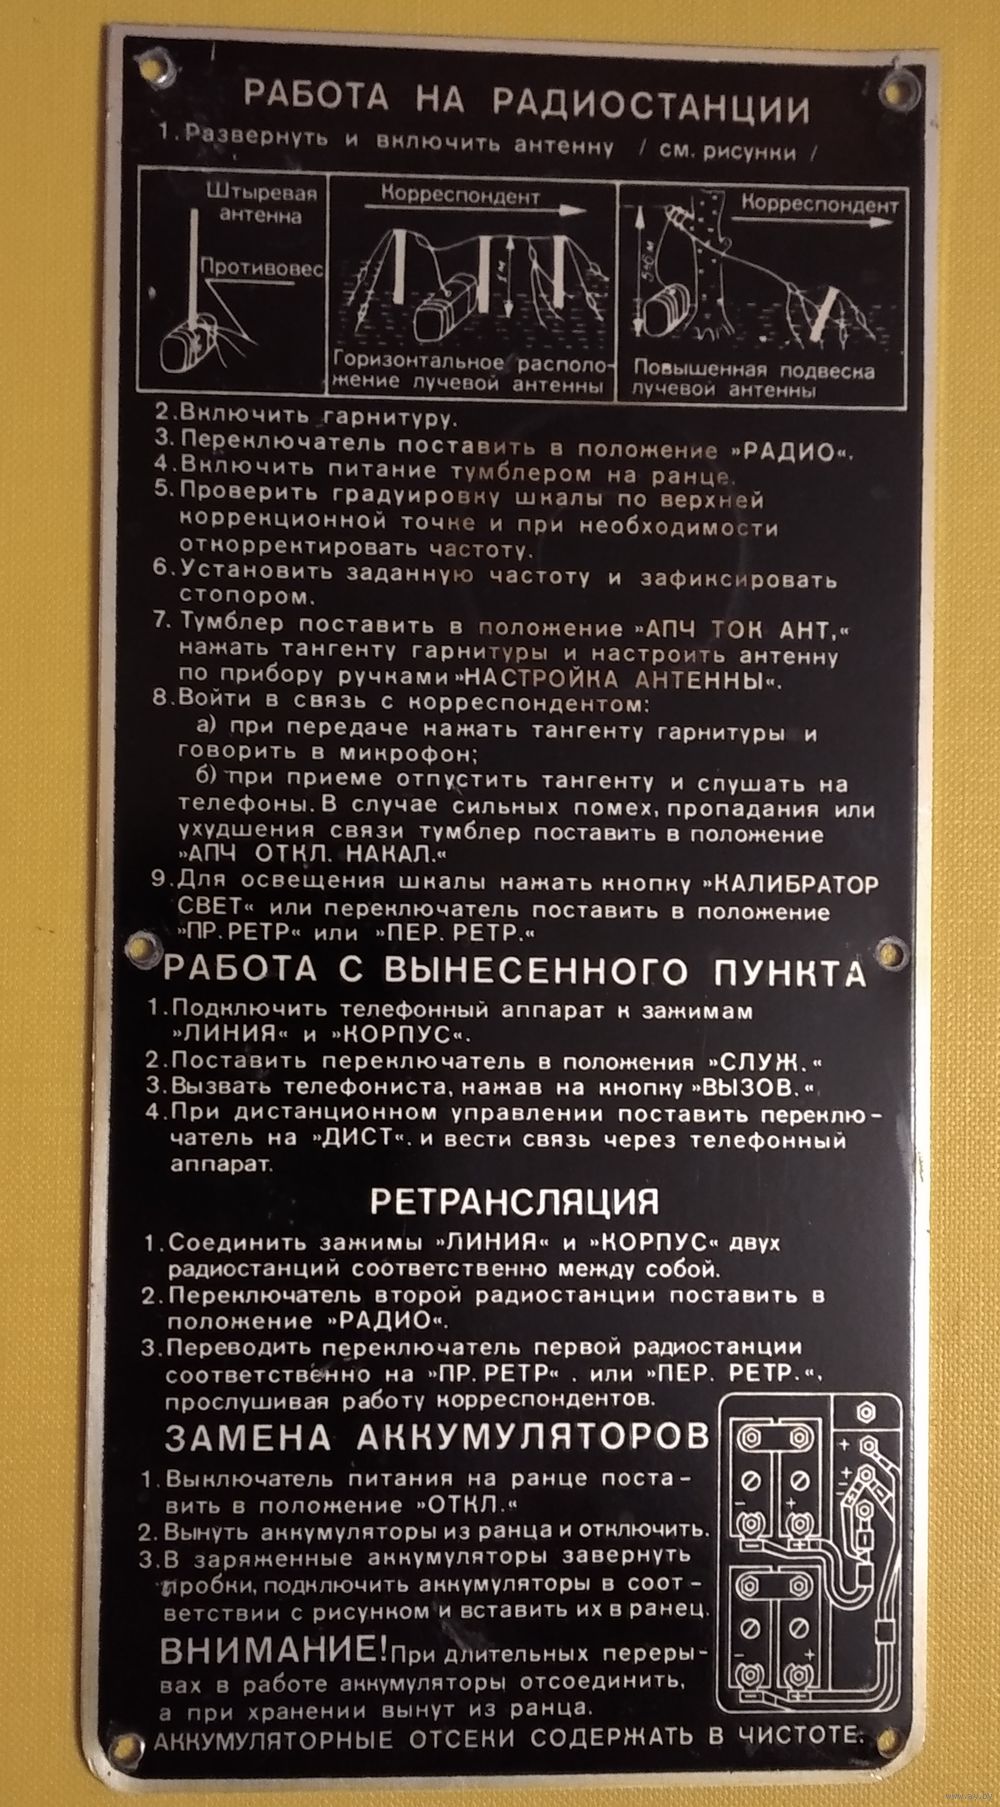 РАБОТА НА РАДИОСТАНЦИИ
1. Развернуть и включить антенну / см. рисунки /
Штыревая
антенна
Противовес
Корреспондент
1м
Горизонтальное располо-
жение лучевой антенны
Корреспондент
5÷6 м
Повышенная подвеска
лучевой антенны
2. Включить гарнитуру.
3. Переключатель поставить в положение »РАДИО«.
4. Включить питание тумблером на ранце.
5. Проверить градуировку шкалы по верхней
коррекционной точке и при необходимости
откорректировать частоту.
6. Установить заданную частоту и зафиксировать
стопором.
7. Тумблер поставить в положение »АПЧ ТОК АНТ,«
нажать тангенту гарнитуры и настроить антенну
по прибору ручками »НАСТРОЙКА АНТЕННЫ«.
8. Войти в связь с корреспондентом:
а) при передаче нажать тангенту гарнитуры и
говорить в микрофон;
б) при приеме отпустить тангенту и слушать на
телефоны. В случае сильных помех, пропадания или
ухудшения связи тумблер поставить в положение
»АПЧ ОТКЛ. НАКАЛ.«
9. Для освещения шкалы нажать кнопку »КАЛИБРАТОР
СВЕТ« или переключатель поставить в положение
»ПР. РЕТР« или »ПЕР. РЕТР.«
РАБОТА С ВЫНЕСЕННОГО ПУНКТА
1. Подключить телефонный аппарат к зажимам
»ЛИНИЯ« и »КОРПУС«.
2. Поставить переключатель в положения »СЛУЖ.«
3. Вызвать телефониста, нажав на кнопку »ВЫЗОВ.«
4. При дистанционном управлении поставить переклю-
чатель на »ДИСТ«. и вести связь через телефонный
аппарат.
РЕТРАНСЛЯЦИЯ
1. Соединить зажимы »ЛИНИЯ« и »КОРПУС« двух
радиостанций соответственно между собой.
2. Переключатель второй радиостанции поставить в
положение »РАДИО«.
3. Переводить переключатель первой радиостанции
соответственно на »ПР. РЕТР« . или »ПЕР. РЕТР.«,
прослушивая работу корреспондентов.
ЗАМЕНА АККУМУЛЯТОРОВ
1. Выключатель питания на ранце поста-
вить в положение »ОТКЛ.«
2. Вынуть аккумуляторы из ранца и отключить.
3. В заряженные аккумуляторы завернуть
пробки, подключить аккумуляторы в соот-
ветствии с рисунком и вставить их в ранец.
ВНИМАНИЕ! При длительных переры-
вах в работе аккумуляторы отсоединить,
а при хранении вынут из ранца.
АККУМУЛЯТОРНЫЕ ОТСЕКИ СОДЕРЖАТЬ В ЧИСТОТЕ.
www.ay.by